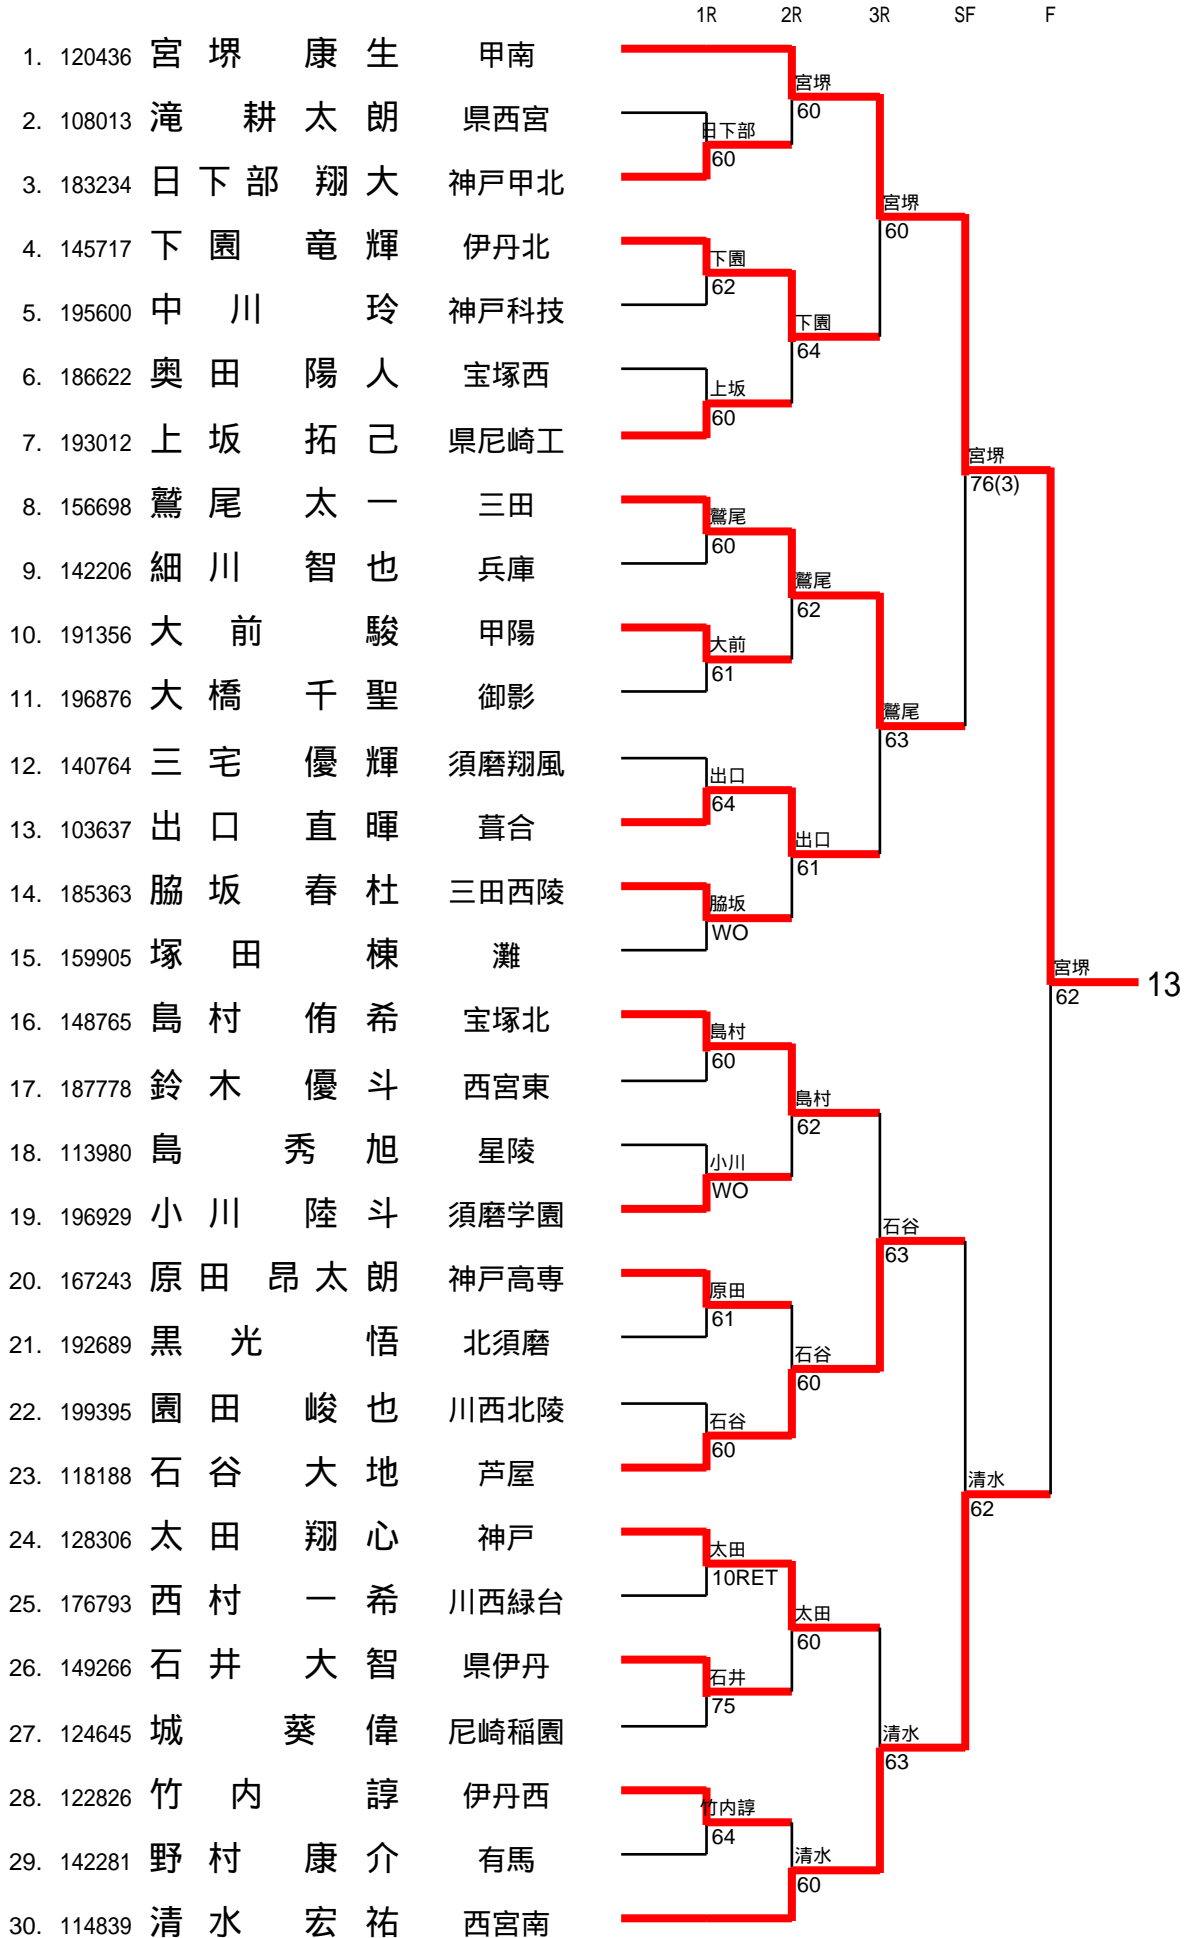 1R 2R 3R SF F
1. 120436 宮堺 康生 甲南
宮堺
60
2. 108013 滝 耕太朗 県西宮
日下部
60
3. 183234 日下部 翔大 神戸甲北
宮堺
60
4. 145717 下園 竜輝 伊丹北
下園
62
5. 195600 中川 玲 神戸科技
下園
64
6. 186622 奥田 陽人 宝塚西
上坂
60
7. 193012 上坂 拓己 県尼崎工
宮堺
76(3)
8. 156698 鷲尾 太一 三田
鷲尾
60
9. 142206 細川 智也 兵庫
鷲尾
62
10. 191356 大前 駿 甲陽
大前
61
11. 196876 大橋 千聖 御影
鷲尾
63
12. 140764 三宅 優輝 須磨翔風
出口
64
13. 103637 出口 直暉 葺合
出口
61
14. 185363 脇坂 春杜 三田西陵
脇坂
WO
15. 159905 塚田 棟 灘
宮堺
62
13
16. 148765 島村 侑希 宝塚北
島村
60
17. 187778 鈴木 優斗 西宮東
島村
62
18. 113980 島 秀旭 星陵
小川
WO
19. 196929 小川 陸斗 須磨学園
石谷
63
20. 167243 原田 昂太朗 神戸高専
原田
61
21. 192689 黒光 悟 北須磨
石谷
60
22. 199395 園田 峻也 川西北陵
石谷
60
23. 118188 石谷 大地 芦屋
清水
62
24. 128306 太田 翔心 神戸
太田
10RET
25. 176793 西村 一希 川西緑台
太田
60
26. 149266 石井 大智 県伊丹
石井
75
27. 124645 城 葵偉 尼崎稲園
清水
63
28. 122826 竹内 諄 伊丹西
竹内諄
64
29. 142281 野村 康介 有馬
清水
60
30. 114839 清水 宏祐 西宮南